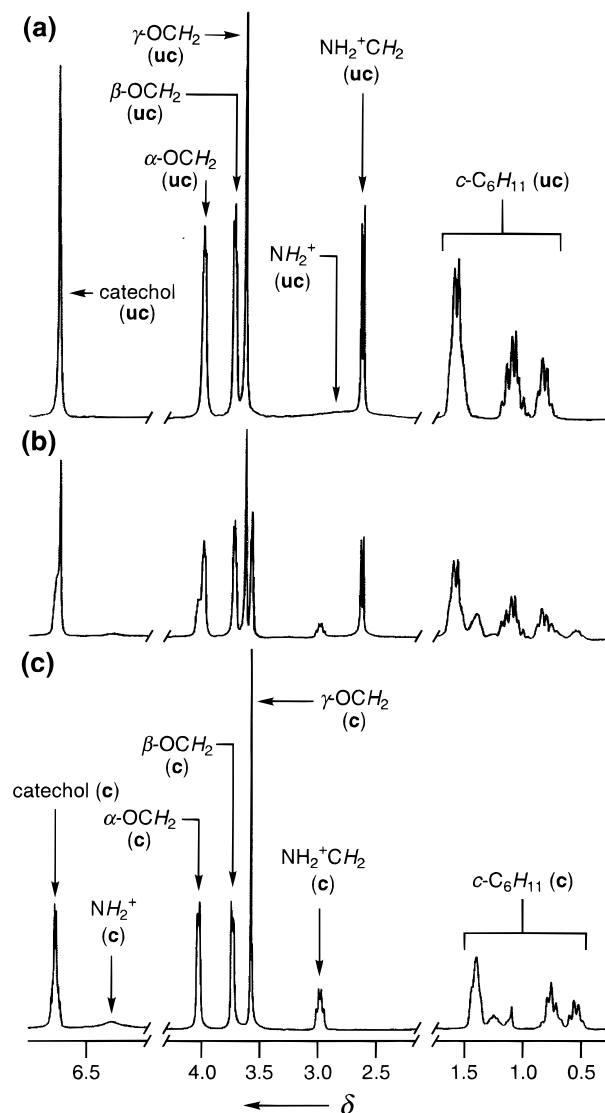 (a)
γ-OCH₂
(uc)
β-OCH₂
(uc)
α-OCH₂
(uc)
catechol
(uc)
NH₂⁺
(uc)
NH₂⁺CH₂
(uc)
c-C₆H₁₁ (uc)
(b)
(c)
γ-OCH₂
(c)
β-OCH₂
(c)
catechol (c)
α-OCH₂
(c)
NH₂⁺
(c)
NH₂⁺CH₂
(c)
c-C₆H₁₁ (c)
6.5 4.0 3.5 3.0 2.5 1.5 1.0 0.5
δ